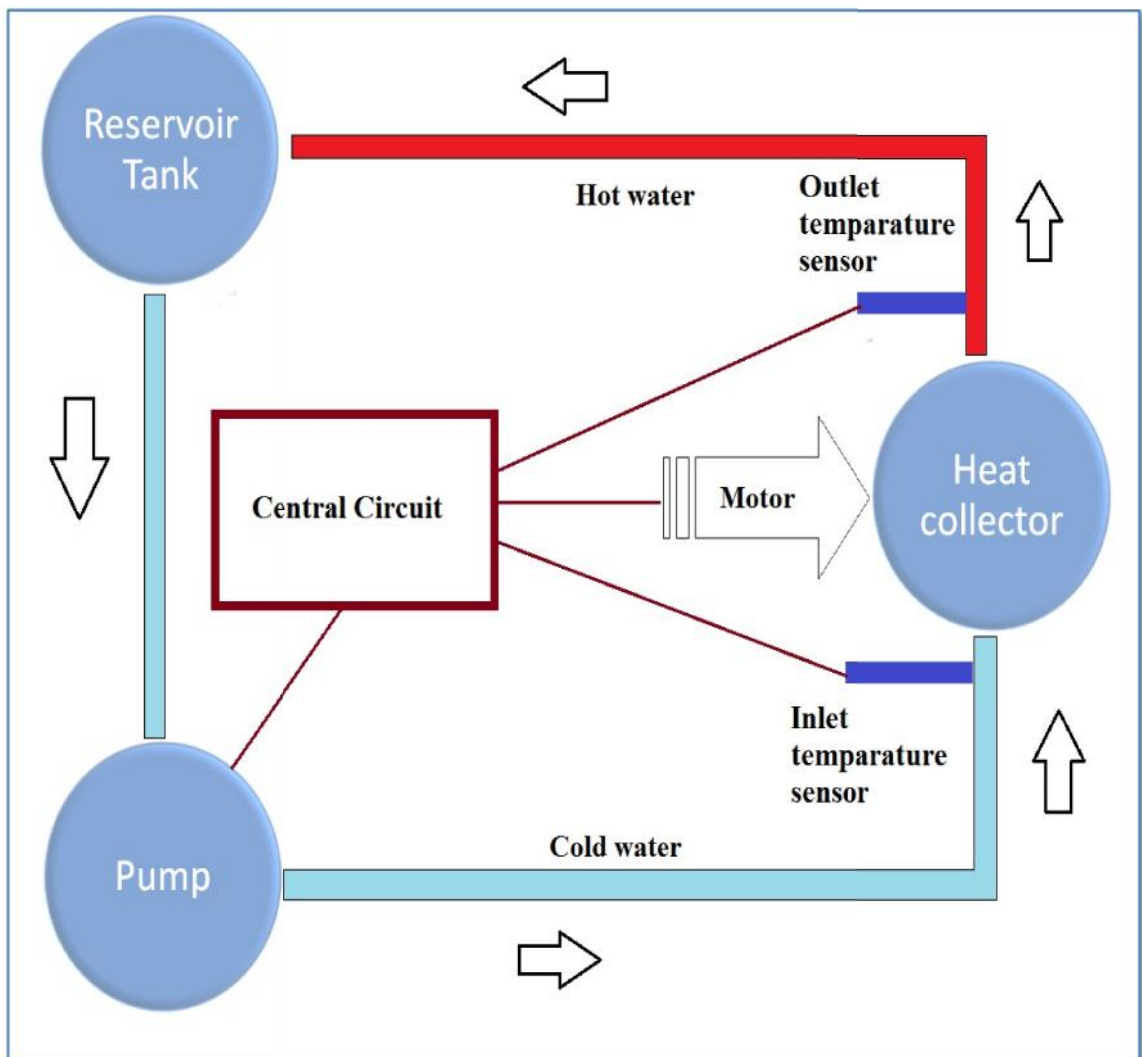 Reservoir
Tank
Hot water
Outlet
temparature
sensor
Central Circuit
Motor
Heat
collector
Inlet
temparature
sensor
Cold water
Pump